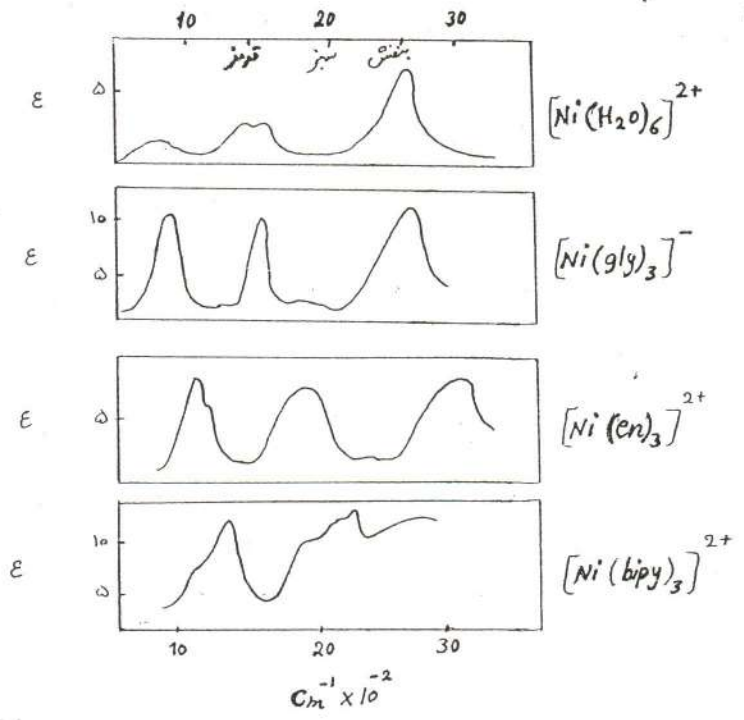 10 20 30
قرمز سبز بنفش
ε ۵ [Ni(H₂O)₆]²⁺
ε ۱۰ ۵ [Ni(gly)₃]⁻
ε ۵ [Ni(en)₃]²⁺
ε ۱۰ ۵ [Ni(bipy)₃]²⁺
10 20 30
Cm⁻¹ × 10⁻²